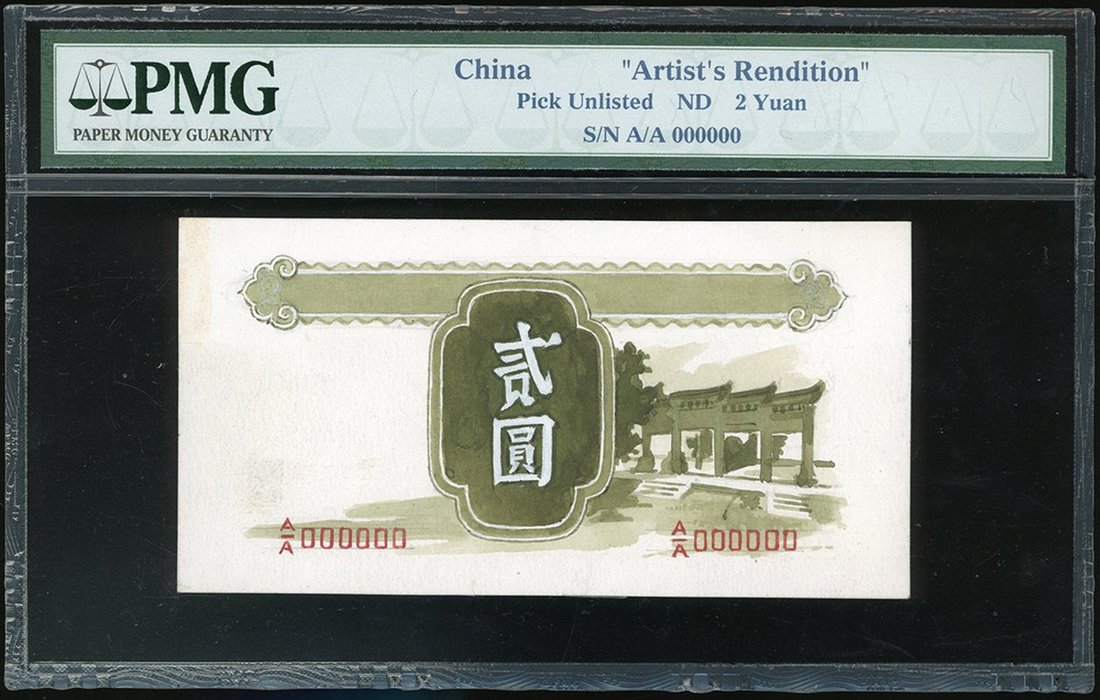 PMG
PAPER MONEY GUARANTY
China "Artist's Rendition"
Pick Unlisted ND 2 Yuan
S/N A/A 000000
貳
圓
A/A 000000
A/A 000000